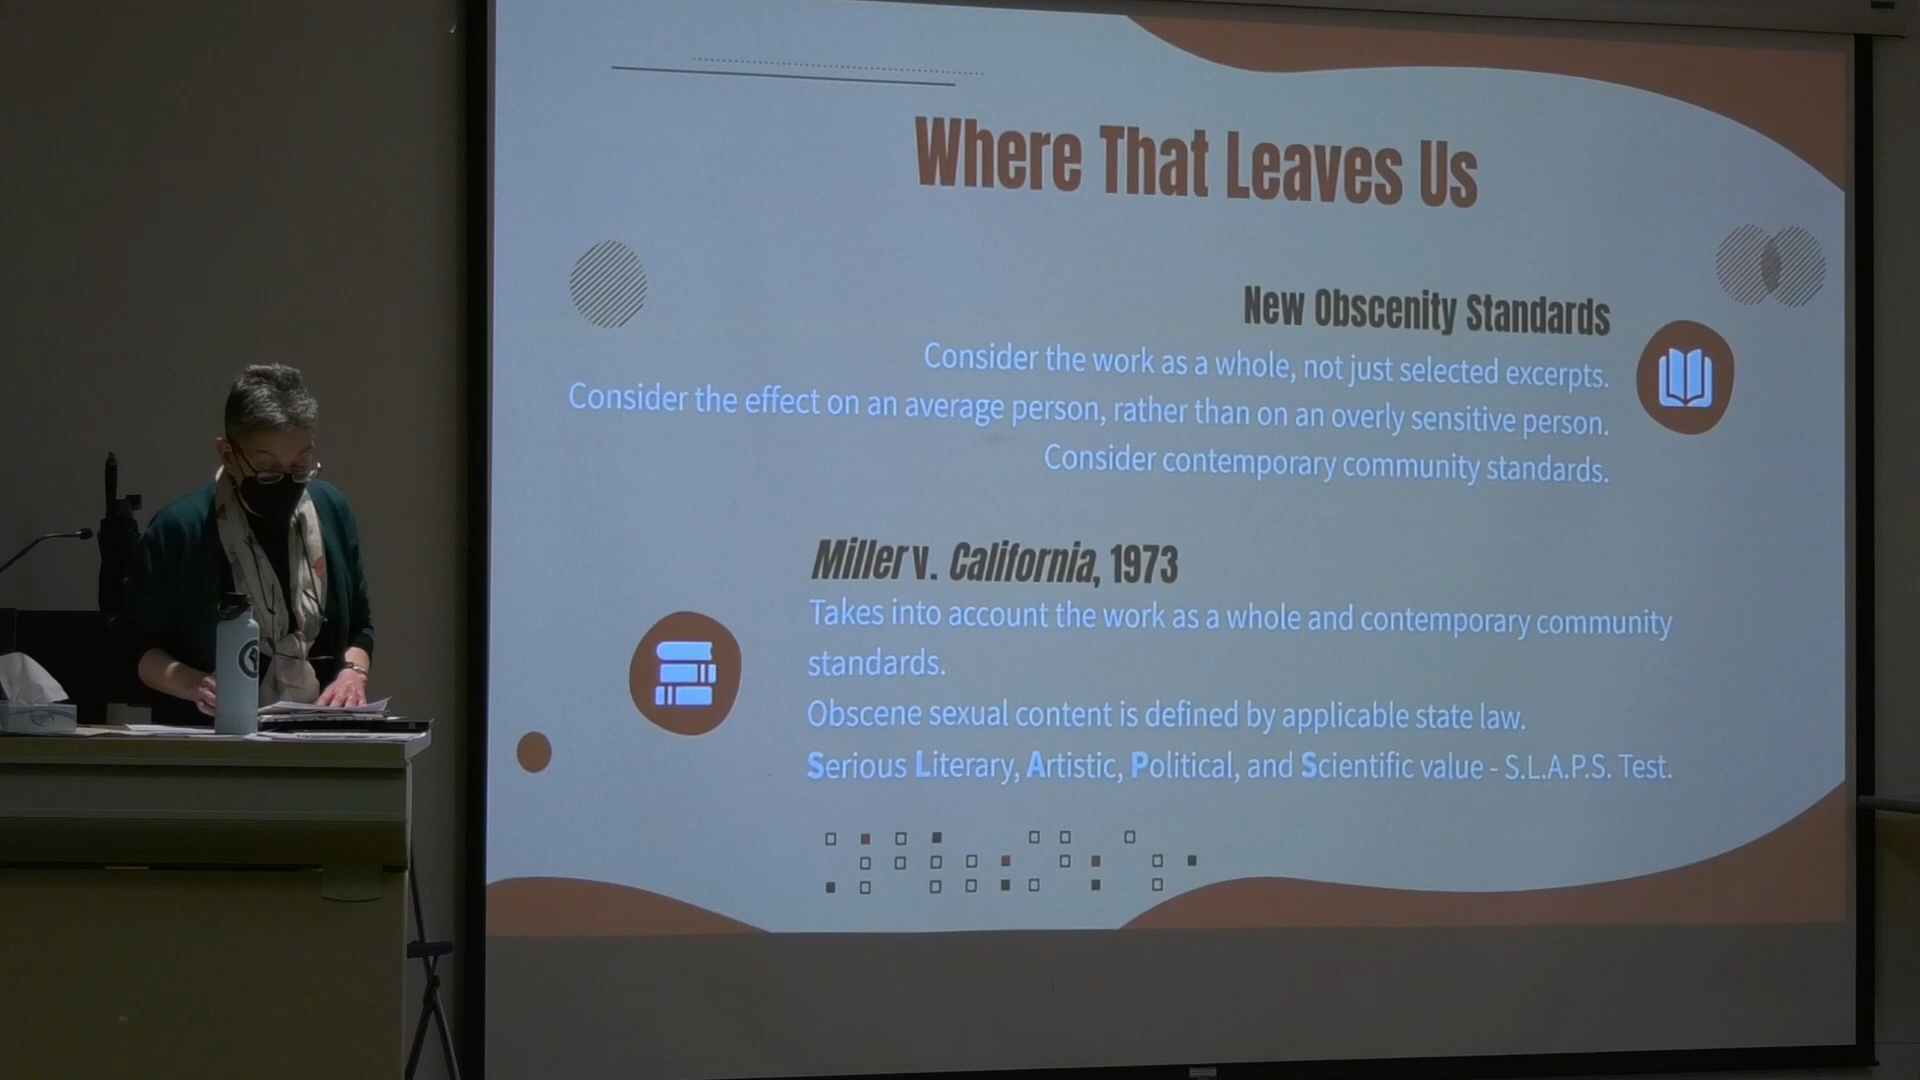 Where That Leaves Us
New Obscenity Standards
Consider the work as a whole, not just selected excerpts.
Consider the effect on an average person, rather than on an overly sensitive person.
Consider contemporary community standards.
Miller v. California, 1973
Takes into account the work as a whole and contemporary community
standards.
Obscene sexual content is defined by applicable state law.
Serious Literary, Artistic, Political, and Scientific value - S.L.A.P.S. Test.